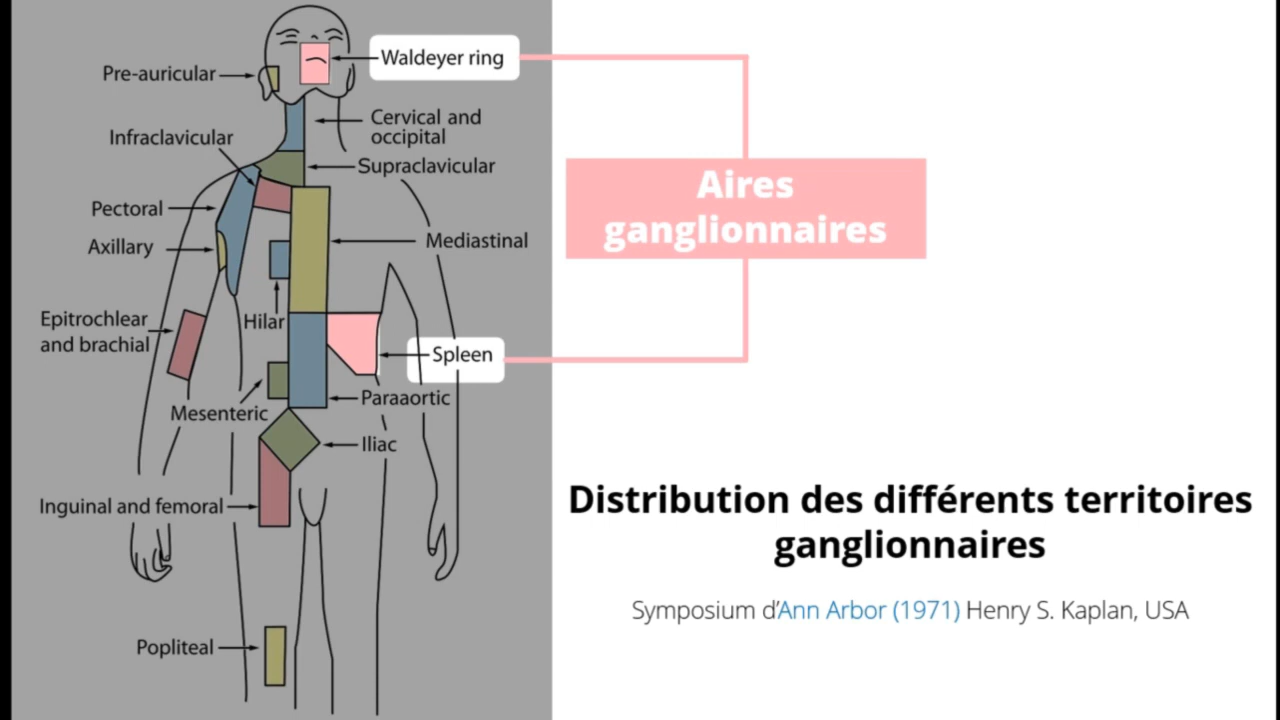 Waldeyer ring
Pre-auricular
Cervical and
occipital
Infraclavicular
Supraclavicular
Pectoral
Axillary
Mediastinal
Epitrochlear
and brachial
Hilar
Spleen
Mesenteric
Paraaortic
Iliac
Inguinal and femoral
Popliteal
Aires
ganglionnaires
Distribution des différents territoires
ganglionnaires
Symposium d'Ann Arbor (1971) Henry S. Kaplan, USA